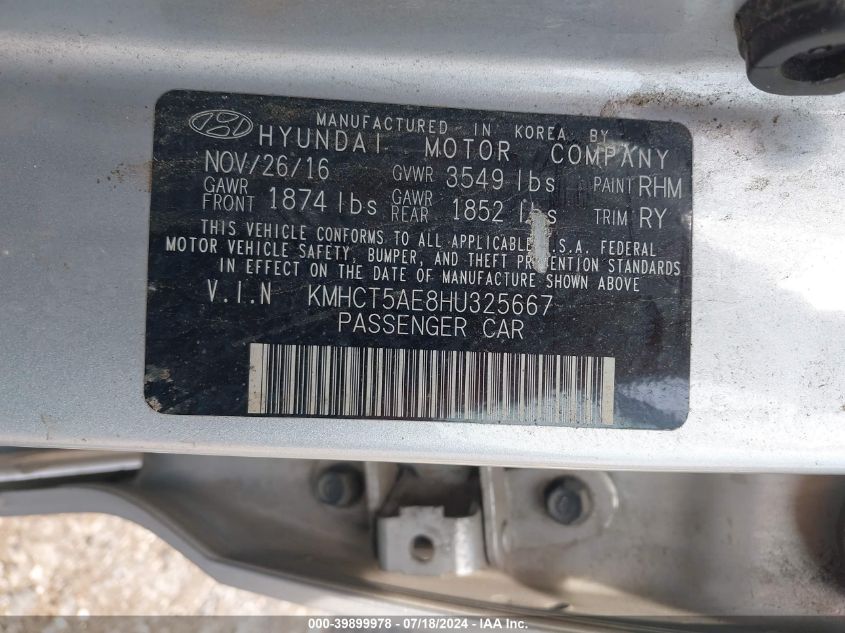 MANUFACTURED IN KOREA BY
HYUNDAI MOTOR COMPANY
NOV/26/16 GVWR 3549 lbs PAINT RHM
GAWR FRONT 1874 lbs GAWR REAR 1852 lbs TRIM RY
THIS VEHICLE CONFORMS TO ALL APPLICABLE U.S.A. FEDERAL
MOTOR VEHICLE SAFETY, BUMPER, AND THEFT PREVENTION STANDARDS
IN EFFECT ON THE DATE OF MANUFACTURE SHOWN ABOVE
V.I.N KMHCT5AE8HU325667
PASSENGER CAR
000-39899978 - 07/18/2024 - IAA Inc.